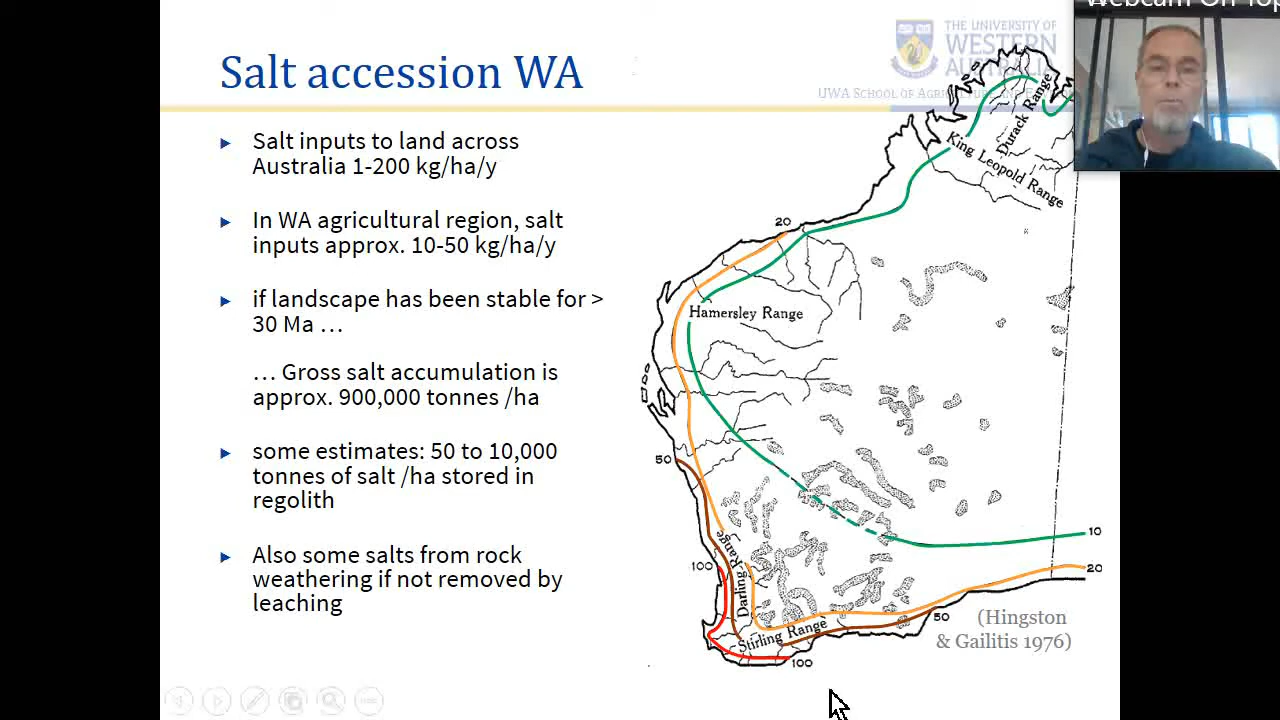 Webcam On Top
THE UNIVERSITY OF
WESTERN
AUSTRALIA
Salt accession WA
▸ Salt inputs to land across
Australia 1-200 kg/ha/y
▸ In WA agricultural region, salt
inputs approx. 10-50 kg/ha/y
▸ if landscape has been stable for >
30 Ma …
… Gross salt accumulation is
approx. 900,000 tonnes /ha
▸ some estimates: 50 to 10,000
tonnes of salt /ha stored in
regolith
▸ Also some salts from rock
weathering if not removed by
leaching
Durack Range
King Leopold Range
20
Hamersley Range
50
10
100
Darling Range
20
50
Stirling Range
100
(Hingston
& Gailitis 1976)